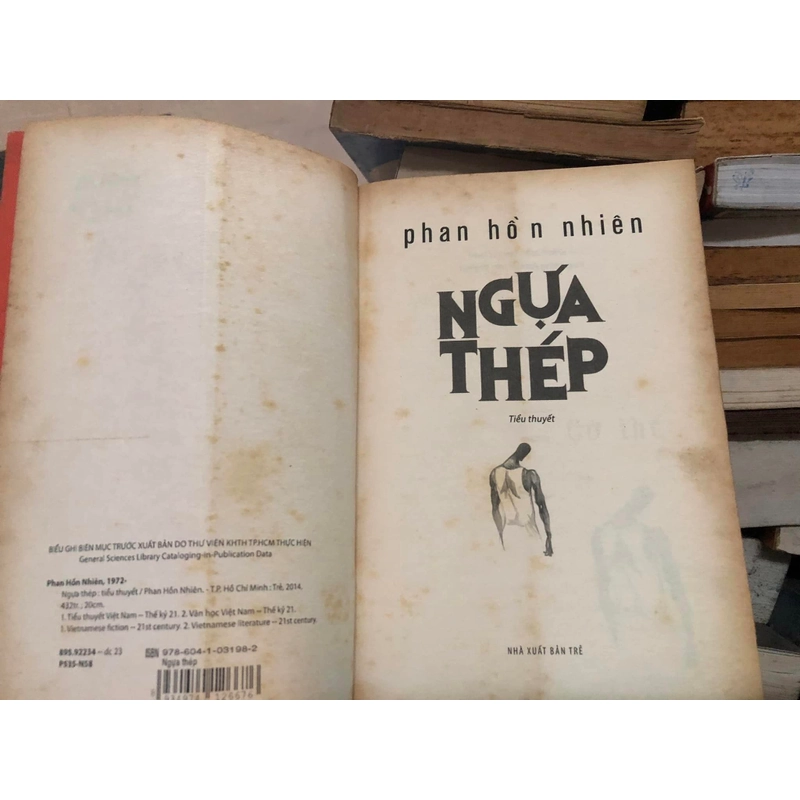 BIỂU GHI BIÊN MỤC TRƯỚC XUẤT BẢN DO THƯ VIỆN KHTH TP.HCM THỰC HIỆN
General Sciences Library Cataloging-in-Publication Data
Phan Hồn Nhiên, 1972-
Ngựa thép : tiểu thuyết / Phan Hồn Nhiên. - T.P. Hồ Chí Minh : Trẻ, 2014.
432tr. ; 20cm.
1. Tiểu thuyết Việt Nam -- Thế kỷ 21. 2. Văn học Việt Nam -- Thế kỷ 21.
1. Vietnamese fiction -- 21st century. 2. Vietnamese literature -- 21st century.
895.92234 -- dc 23
P535-N58
ISBN 978-604-1-03198-2
Ngựa thép
phan hồn nhiên
NGỰA
THÉP
Tiểu thuyết
NHÀ XUẤT BẢN TRẺ